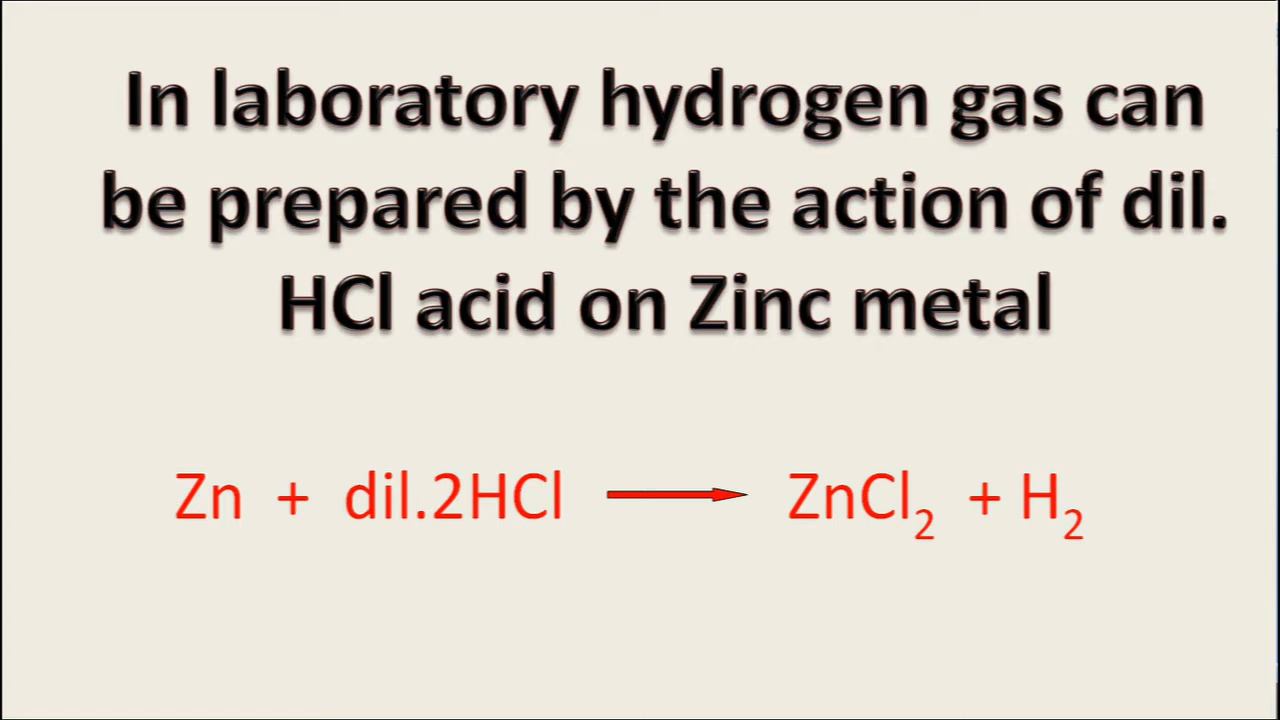 In laboratory hydrogen gas can
be prepared by the action of dil.
HCl acid on Zinc metal
Zn + dil.2HCl ⟶ ZnCl₂ + H₂